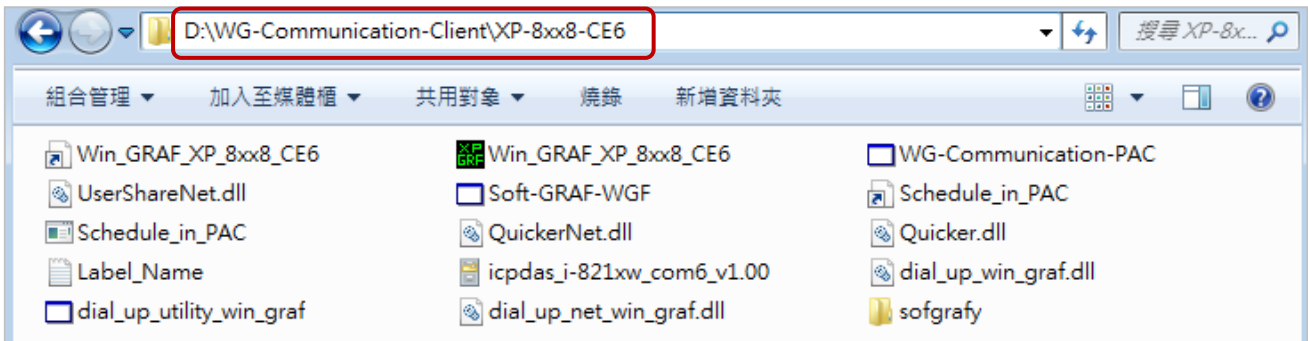 D:\WG-Communication-Client\XP-8xx8-CE6 搜尋 XP-8x...
組合管理 加入至媒體櫃 共用對象 燒錄 新增資料夾
Win_GRAF_XP_8xx8_CE6 XP GRF Win_GRAF_XP_8xx8_CE6 WG-Communication-PAC
UserShareNet.dll Soft-GRAF-WGF Schedule_in_PAC
Schedule_in_PAC QuickerNet.dll Quicker.dll
Label_Name icpdas_i-821xw_com6_v1.00 dial_up_win_graf.dll
dial_up_utility_win_graf dial_up_net_win_graf.dll sofgrafy